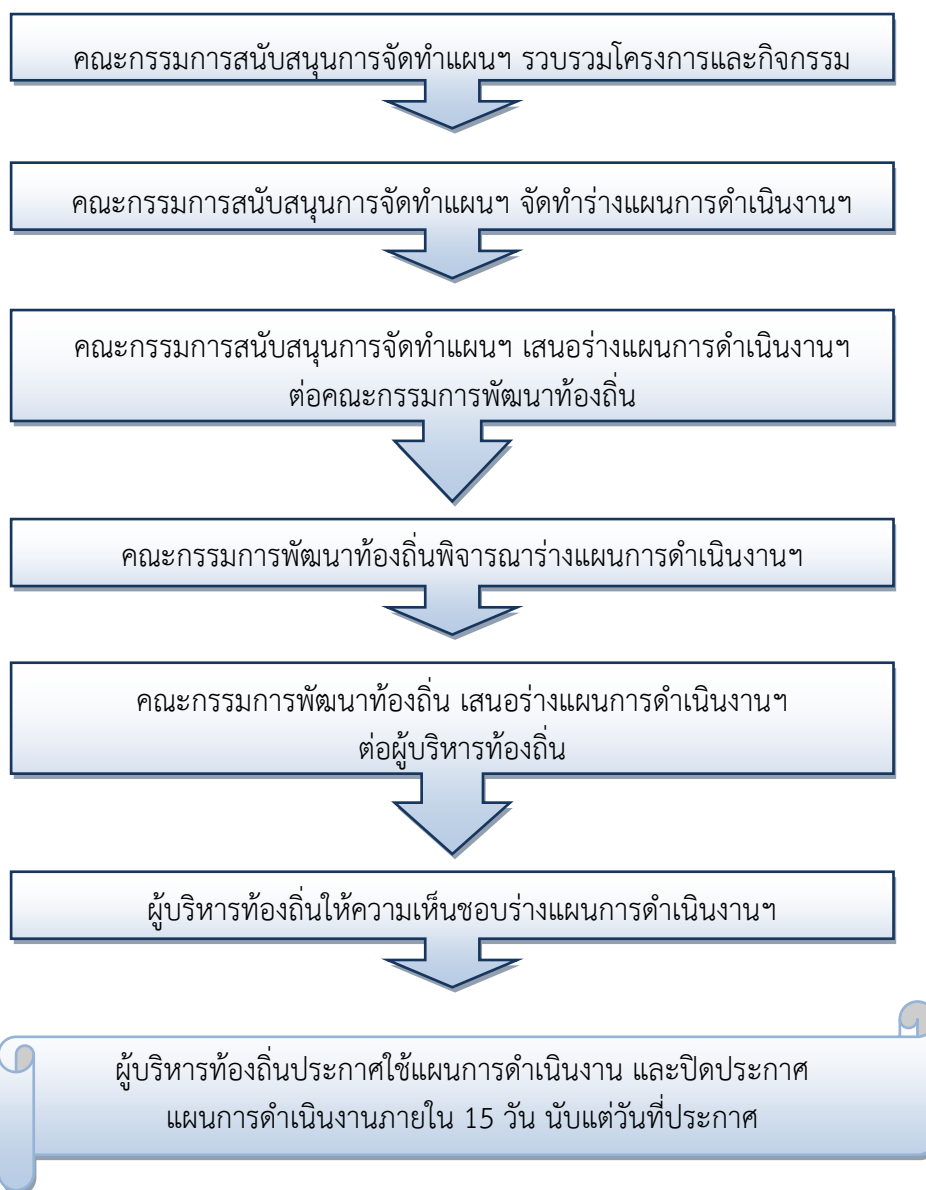 คณะกรรมการสนับสนุนการจัดทำแผนฯ รวบรวมโครงการและกิจกรรม
คณะกรรมการสนับสนุนการจัดทำแผนฯ จัดทำร่างแผนการดำเนินงานฯ
คณะกรรมการสนับสนุนการจัดทำแผนฯ เสนอร่างแผนการดำเนินงานฯ
ต่อคณะกรรมการพัฒนาท้องถิ่น
คณะกรรมการพัฒนาท้องถิ่นพิจารณาร่างแผนการดำเนินงานฯ
คณะกรรมการพัฒนาท้องถิ่น เสนอร่างแผนการดำเนินงานฯ
ต่อผู้บริหารท้องถิ่น
ผู้บริหารท้องถิ่นให้ความเห็นชอบร่างแผนการดำเนินงานฯ
ผู้บริหารท้องถิ่นประกาศใช้แผนการดำเนินงาน และปิดประกาศ
แผนการดำเนินงานภายใน 15 วัน นับแต่วันที่ประกาศ